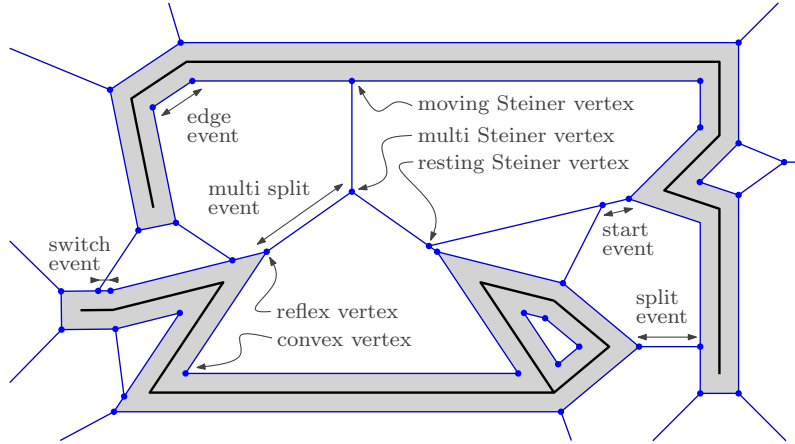 moving Steiner vertex
edge
event
multi Steiner vertex
resting Steiner vertex
multi split
event
switch
event
start
event
reflex vertex
split
event
convex vertex